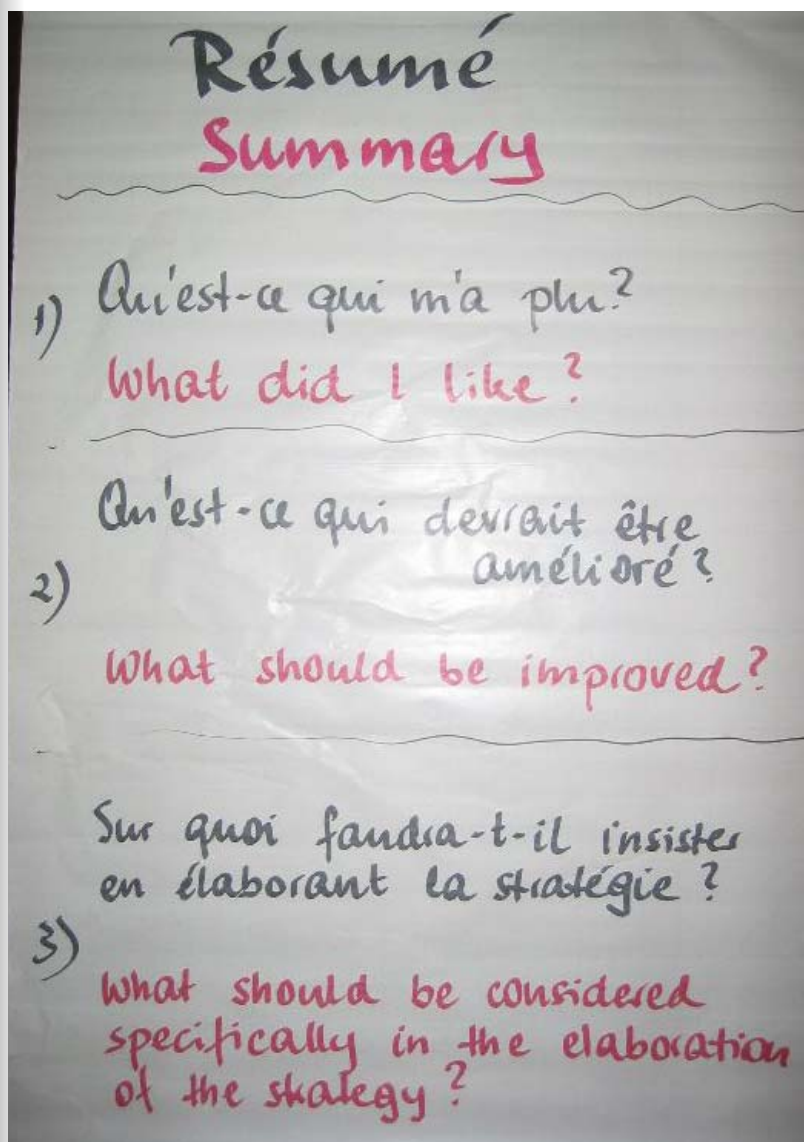 Résumé
Summary
1) Qu'est-ce qui m'a plu?
What did I like?
Qu'est-ce qui devrait être
amélioré?
2)
What should be improved?
Sur quoi faudra-t-il insister
en élaborant la stratégie?
3)
What should be considered
specifically in the elaboration
of the strategy?